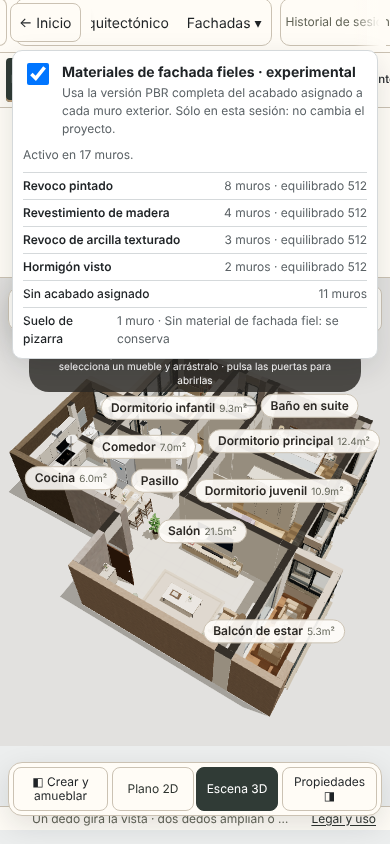 ← Inicio
quitectónico
Fachadas ▾
Historial de sesi
Materiales de fachada fieles · experimental
Usa la versión PBR completa del acabado asignado a
cada muro exterior. Sólo en esta sesión: no cambia el
proyecto.
Activo en 17 muros.
Revoco pintado 8 muros · equilibrado 512
Revestimiento de madera 4 muros · equilibrado 512
Revoco de arcilla texturado 3 muros · equilibrado 512
Hormigón visto 2 muros · equilibrado 512
Sin acabado asignado 11 muros
Suelo de pizarra 1 muro · Sin material de fachada fiel: se conserva
selecciona un mueble y arrástralo · pulsa las puertas para
abrirlas
Dormitorio infantil 9.3m²
Baño en suite
Comedor 7.0m²
Dormitorio principal 12.4m²
Cocina 6.0m²
Pasillo
Dormitorio juvenil 10.9m²
Salón 21.5m²
Balcón de estar 5.3m²
◧ Crear y
amueblar
Plano 2D
Escena 3D
Propiedades
◨
Un dedo gira la vista · dos dedos amplían o ...
Legal y uso